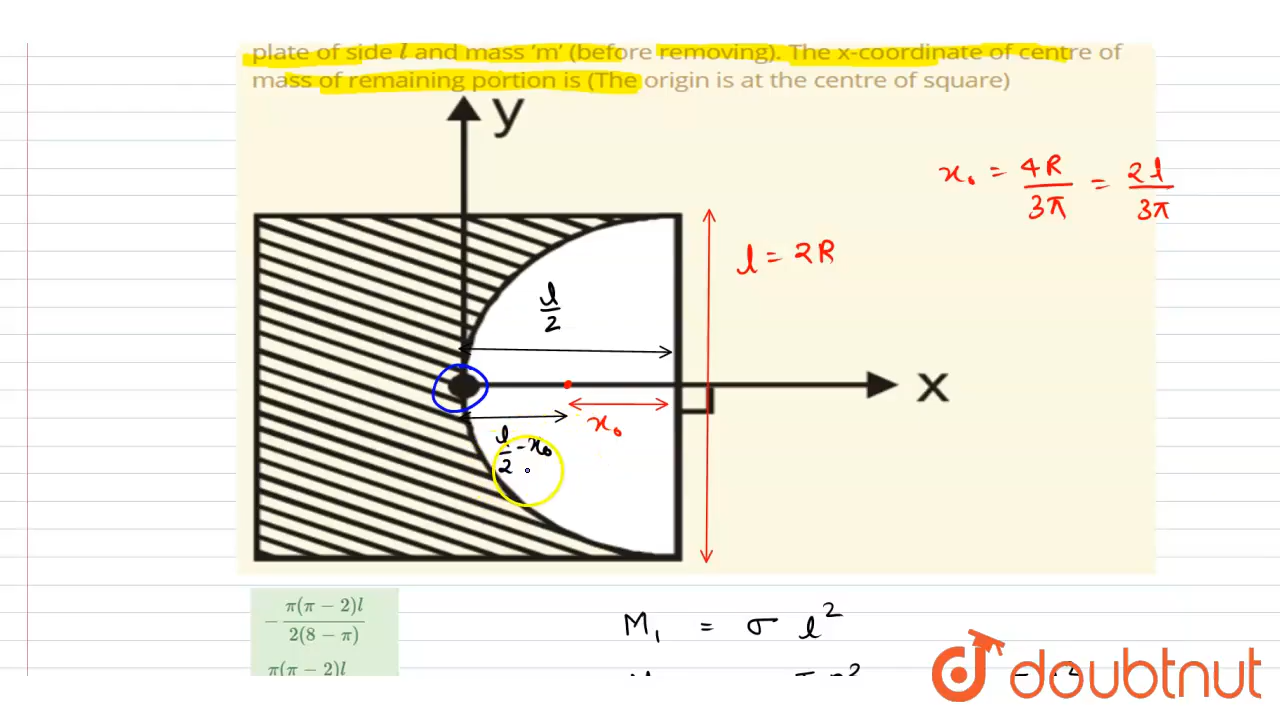 plate of side l and mass ‘m’ (before removing). The x-coordinate of centre of
mass of remaining portion is (The origin is at the centre of square)
y
x₀ = 4R/3π = 2l/3π
l = 2R
l/2
x
x₀
l/2 - x₀
-π(π − 2)l/2(8 − π)
π(π − 2)l
M₁ = σ l²
doubtnut